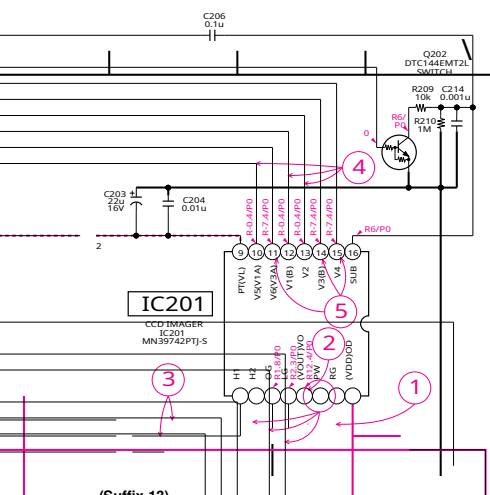 C206
0.1u
Q202
DTC144EMT2L
SWITCH
R209
10k
C214
0.001u
R6/
P0
R210
1M
0
4
C203
22u
16V
+
C204
0.01u
R-0.4/P0
R-7.4/P0
R-0.4/P0
R-0.4/P0
R-7.4/P0
R-7.4/P0
R6/P0
2
9
10
11
12
13
14
15
16
PT(VL)
V5(V1A)
V6(V3A)
V1(B)
V2
V3(B)
V4
SUB
5
IC201
CCD IMAGER
IC201
MN39742PTJ-S
2
3
1
H1
H2
OG
R1.8/P0
LG
R2.3/P0
(VOUT)VO
R12.4/P0
PW
RG
(VDD)OD
(Suffix 12)